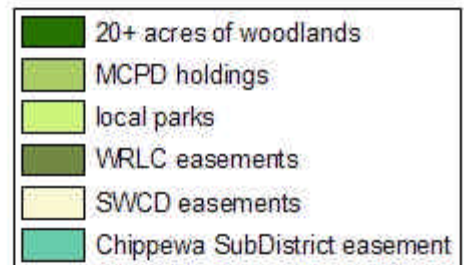 20+ acres of woodlands
MCPD holdings
local parks
WRLC easements
SWCD easements
Chippewa SubDistrict easement